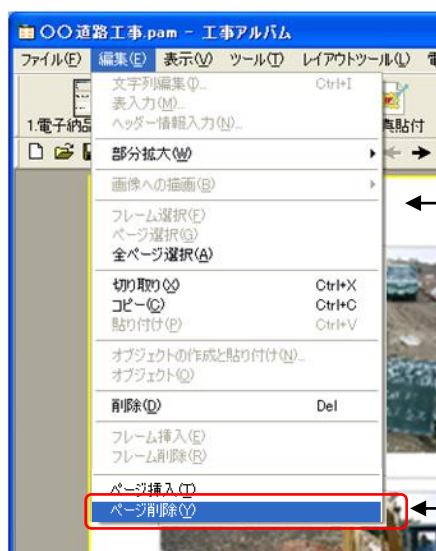 〇〇道路工事.pam - 工事アルバム
ファイル(F) 編集(E) 表示(V) ツール(T) レイアウトツール(L)
1.電子納品
真貼付
文字列編集(I)... Ctrl+I
表入力(M)...
ヘッダー情報入力(N)...
部分拡大(W)
画像への描画(B)
フレーム選択(F)
ページ選択(G)
全ページ選択(A)
切り取り(X) Ctrl+X
コピー(C) Ctrl+C
貼り付け(P) Ctrl+V
オブジェクトの作成と貼り付け(N)...
オブジェクト(O)
削除(D) Del
フレーム挿入(E)
フレーム削除(R)
ページ挿入(T)
ページ削除(Y)